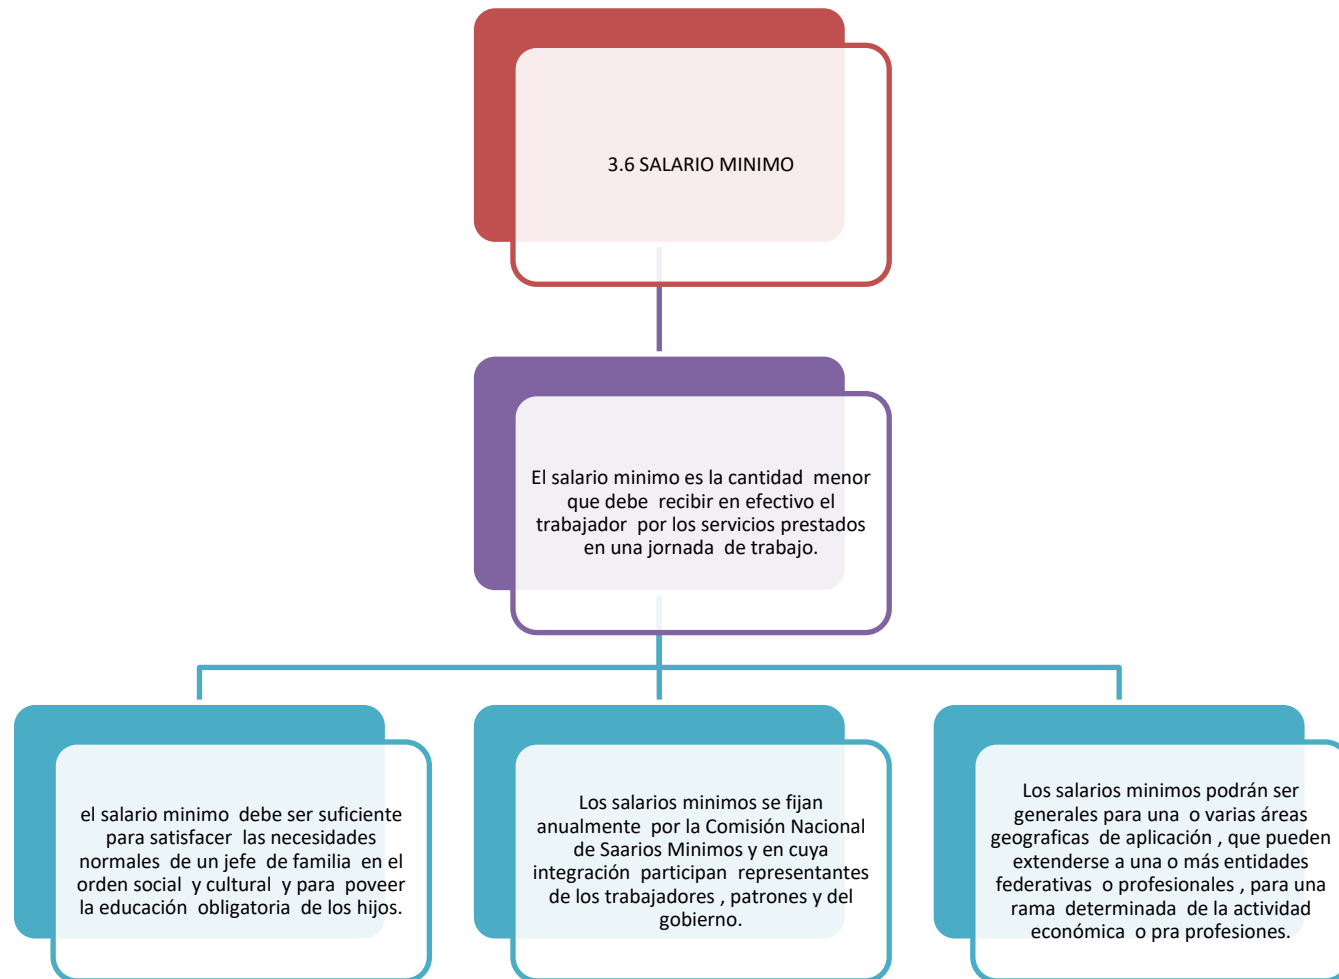 3.6 SALARIO MINIMO
El salario minimo es la cantidad menor
que debe recibir en efectivo el
trabajador por los servicios prestados
en una jornada de trabajo.
el salario minimo debe ser suficiente
para satisfacer las necesidades
normales de un jefe de familia en el
orden social y cultural y para poveer
la educación obligatoria de los hijos.
Los salarios minimos se fijan
anualmente por la Comisión Nacional
de Saarios Minimos y en cuya
integración participan representantes
de los trabajadores , patrones y del
gobierno.
Los salarios minimos podrán ser
generales para una o varias áreas
geograficas de aplicación , que pueden
extenderse a una o más entidades
federativas o profesionales , para una
rama determinada de la actividad
económica o pra profesiones.